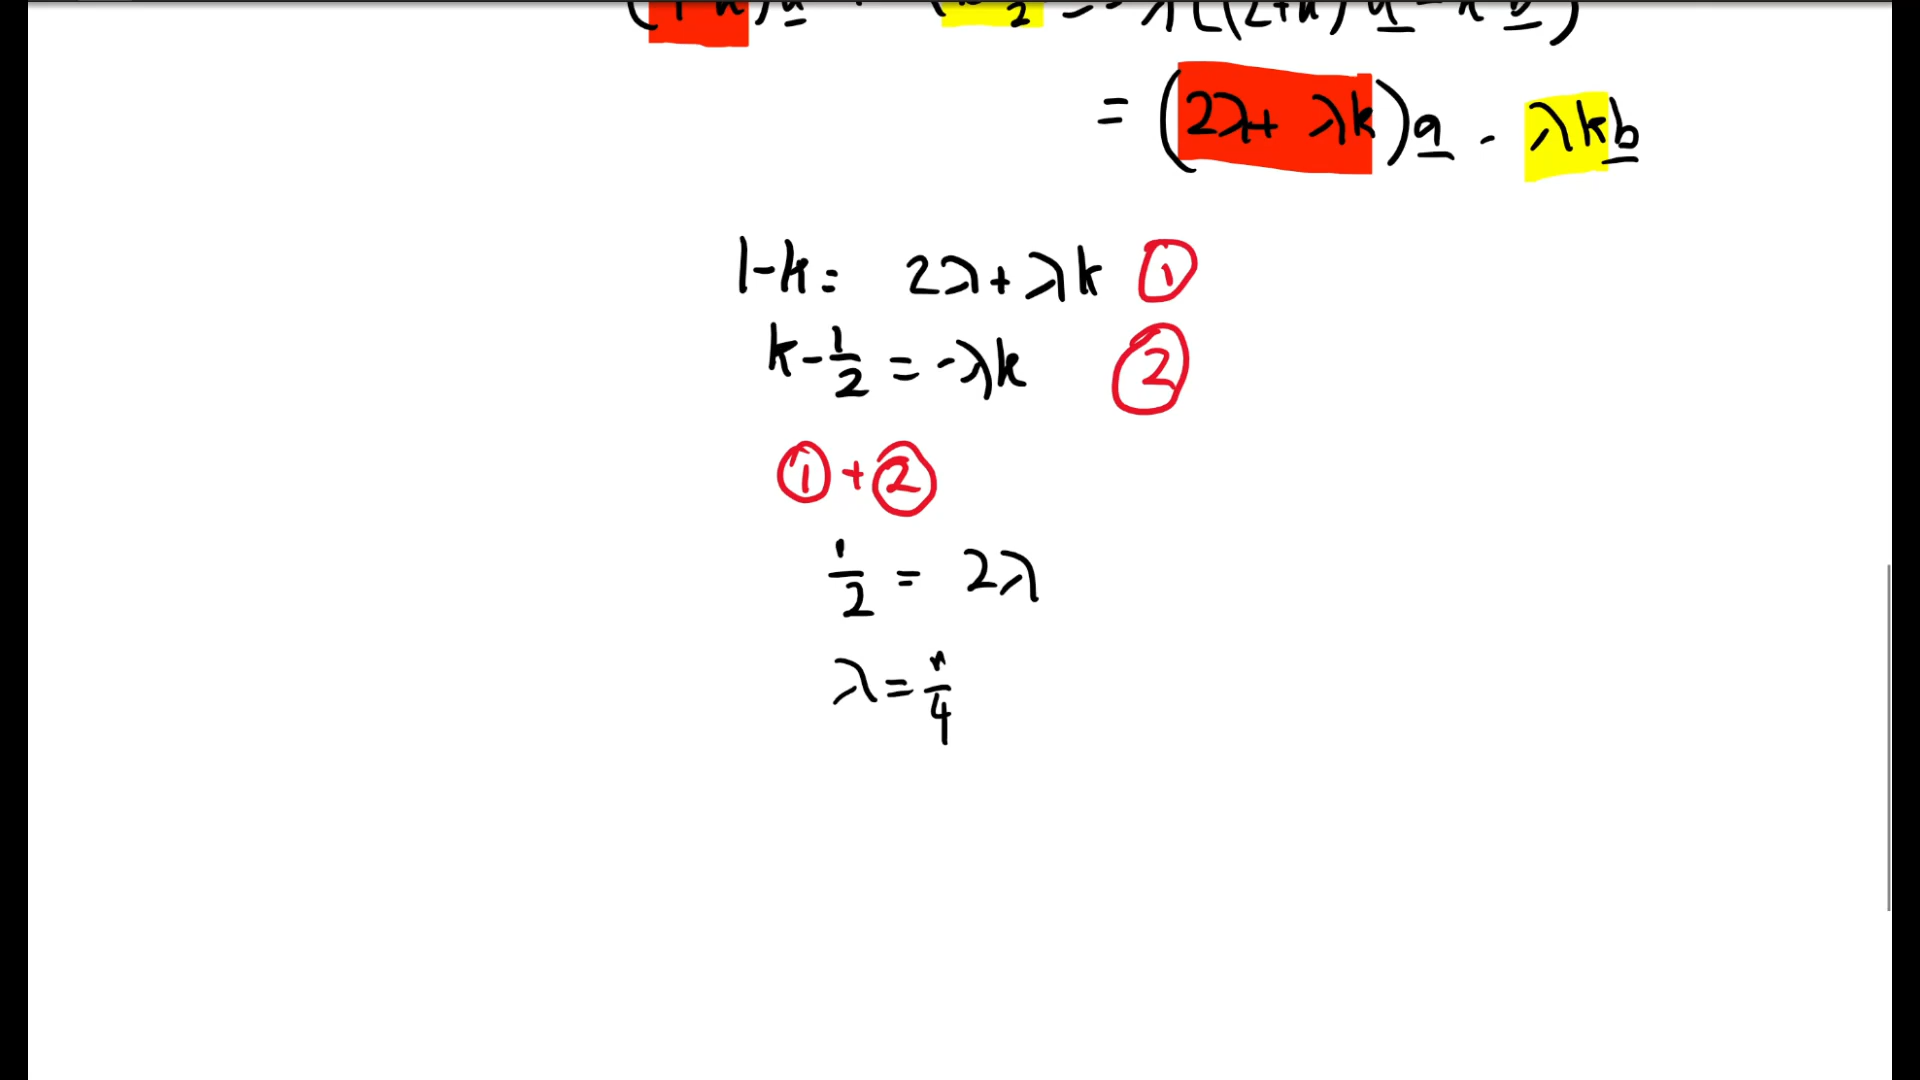 = (2λ + λk)a - λkb
1-k = 2λ + λk ①
k - 1/2 = -λk ②
① + ②
1/2 = 2λ
λ = 1/4